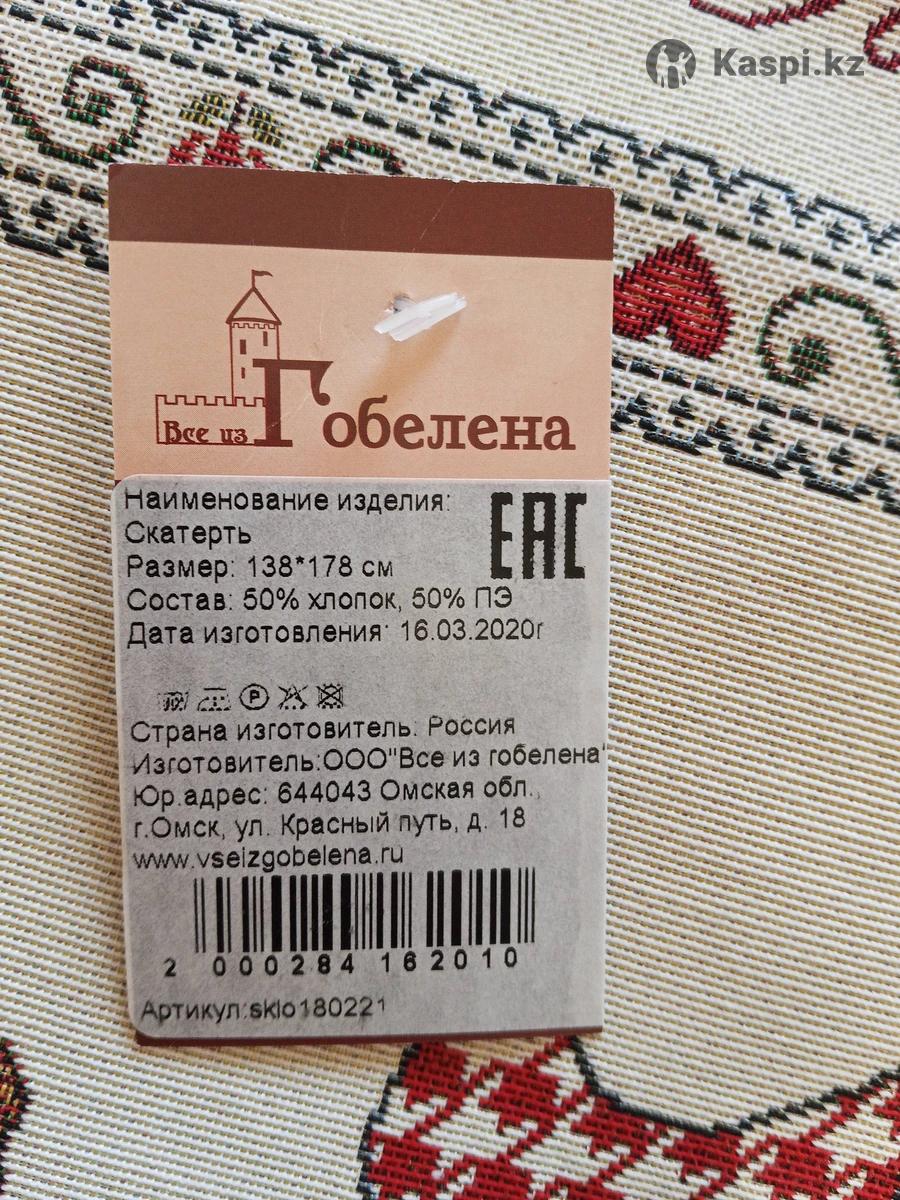 Kaspi.kz
Все из Гобелена
Наименование изделия:
ЕАС
Скатерть
Размер: 138*178 см
Состав: 50% хлопок, 50% ПЭ
Дата изготовления: 16.03.2020г
P
Страна изготовитель: Россия
Изготовитель:ООО"Все из гобелена"
Юр.адрес: 644043 Омская обл.,
г.Омск, ул. Красный путь, д. 18
www.vseizgobelena.ru
2 000284 162010
Артикул:sklo180221